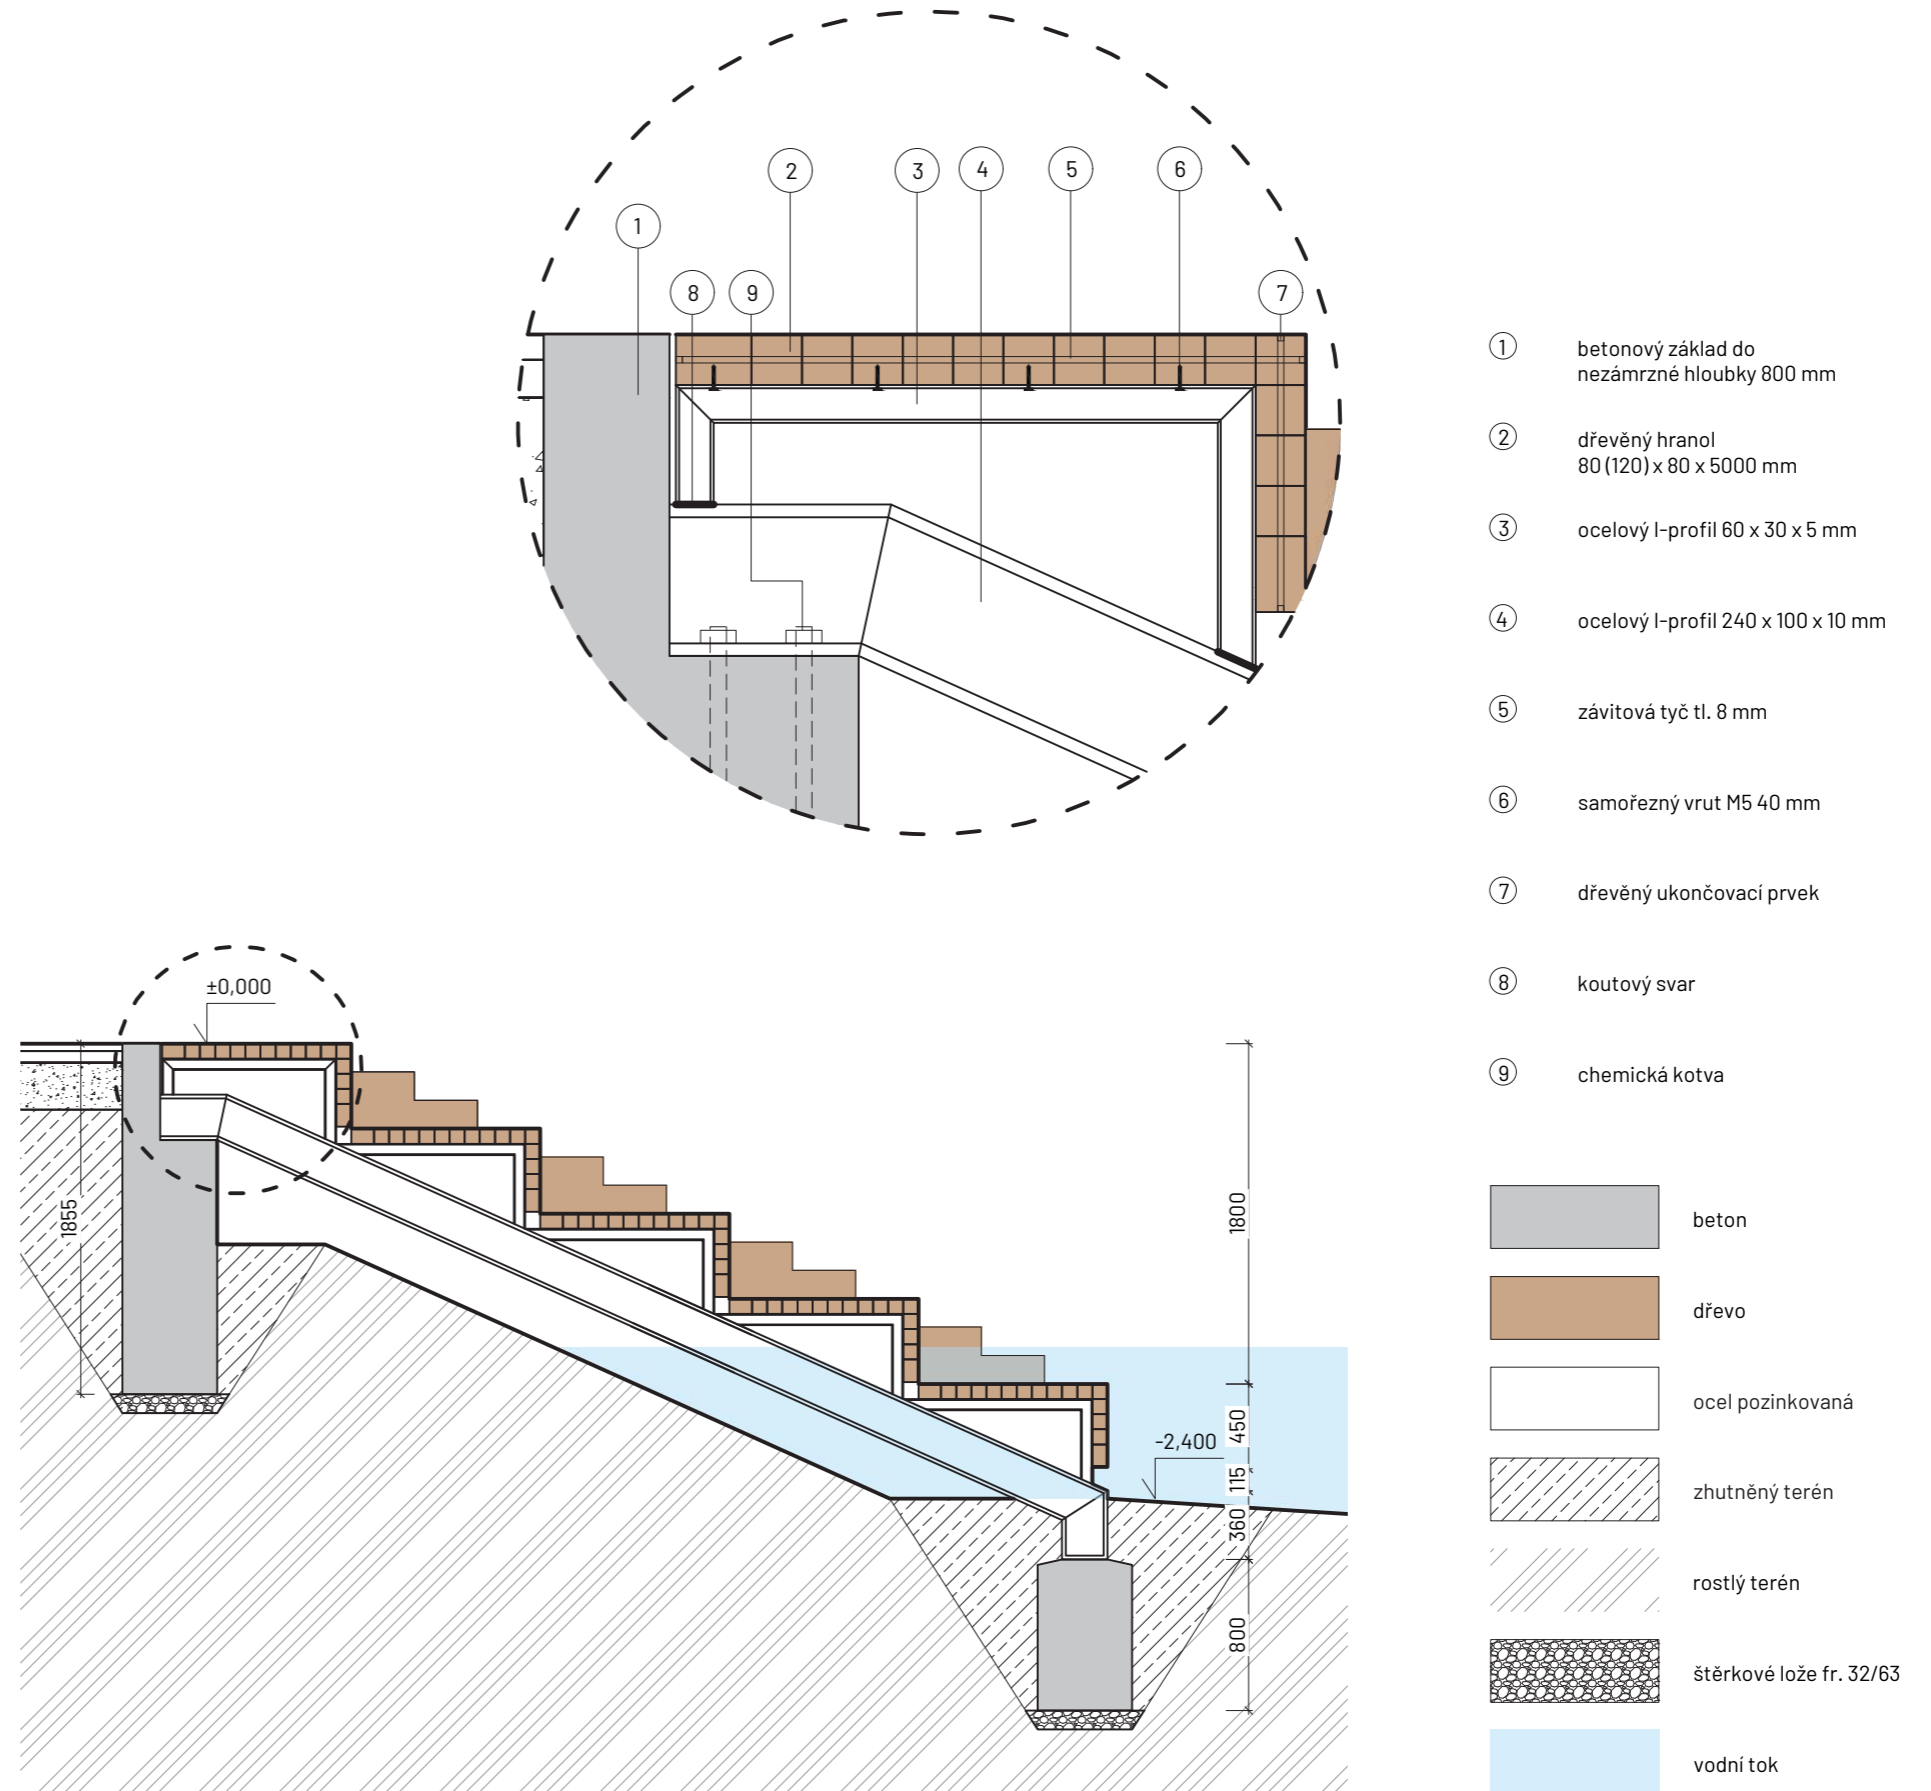 2
3
4
5
6
1
8
9
7
1 betonový základ do
nezámrzné hloubky 800 mm
2 dřevěný hranol
80 (120) x 80 x 5000 mm
3 ocelový I-profil 60 x 30 x 5 mm
4 ocelový I-profil 240 x 100 x 10 mm
5 závitová tyč tl. 8 mm
6 samořezný vrut M5 40 mm
7 dřevěný ukončovací prvek
8 koutový svar
9 chemická kotva
±0,000
1855
1800
450
-2,400
115
360
800
beton
dřevo
ocel pozinkovaná
zhutněný terén
rostlý terén
štěrkové lože fr. 32/63
vodní tok